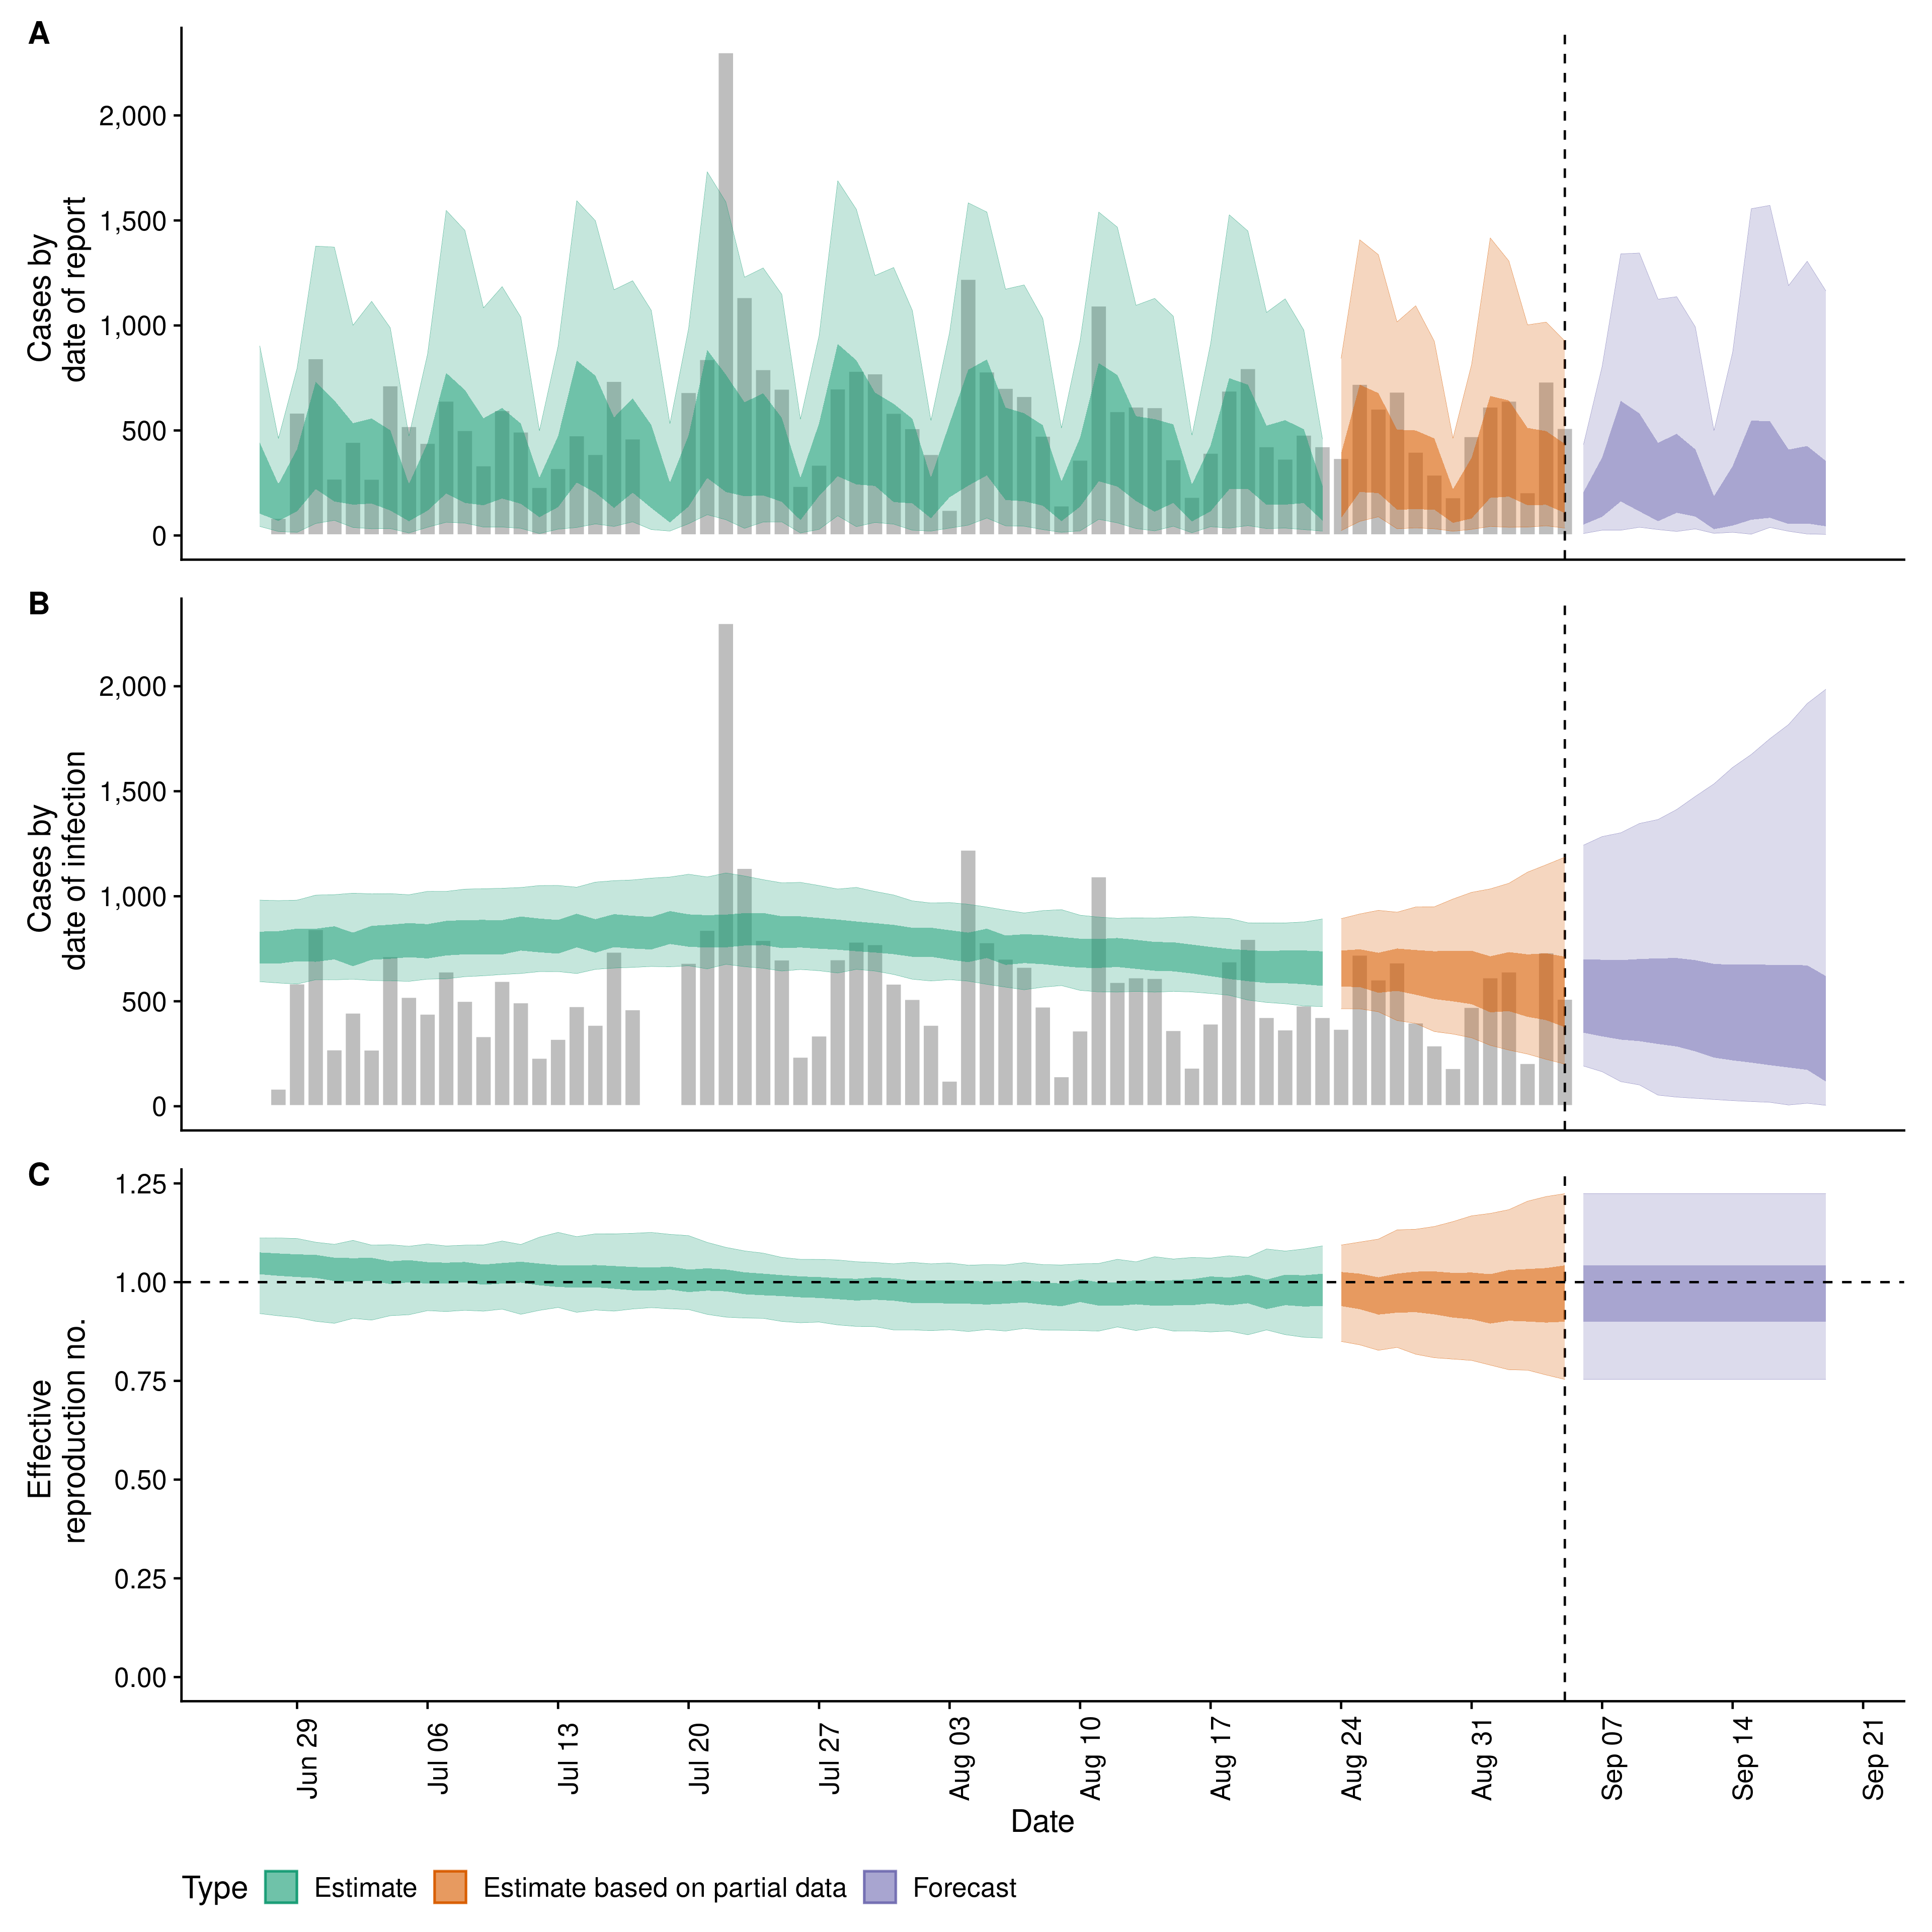 A
Cases by
date of report
2,000
1,500
1,000
500
0
B
Cases by
date of infection
2,000
1,500
1,000
500
0
C
Effective
reproduction no.
1.25
1.00
0.75
0.50
0.25
0.00
Jun 29
Jul 06
Jul 13
Jul 20
Jul 27
Aug 03
Aug 10
Aug 17
Aug 24
Aug 31
Sep 07
Sep 14
Sep 21
Date
Type Estimate Estimate based on partial data Forecast